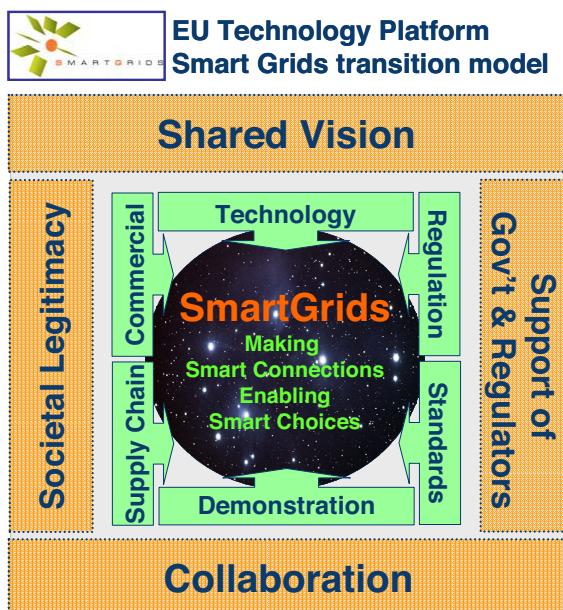 SMARTGRIDS
EU Technology Platform
Smart Grids transition model
Shared Vision
Societal Legitimacy
Commercial
Technology
Regulation
Support of
Gov't & Regulators
SmartGrids
Making
Smart Connections
Enabling
Smart Choices
Supply Chain
Demonstration
Standards
Collaboration